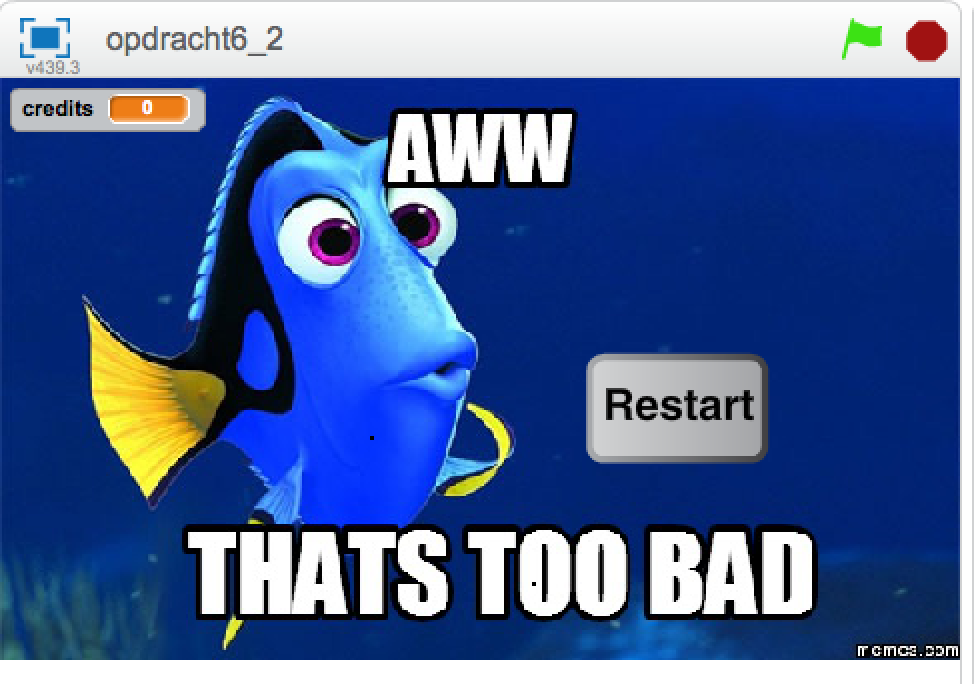 opdracht6_2
v439.3
credits 0
AWW
Restart
THATS TOO BAD
memes.com